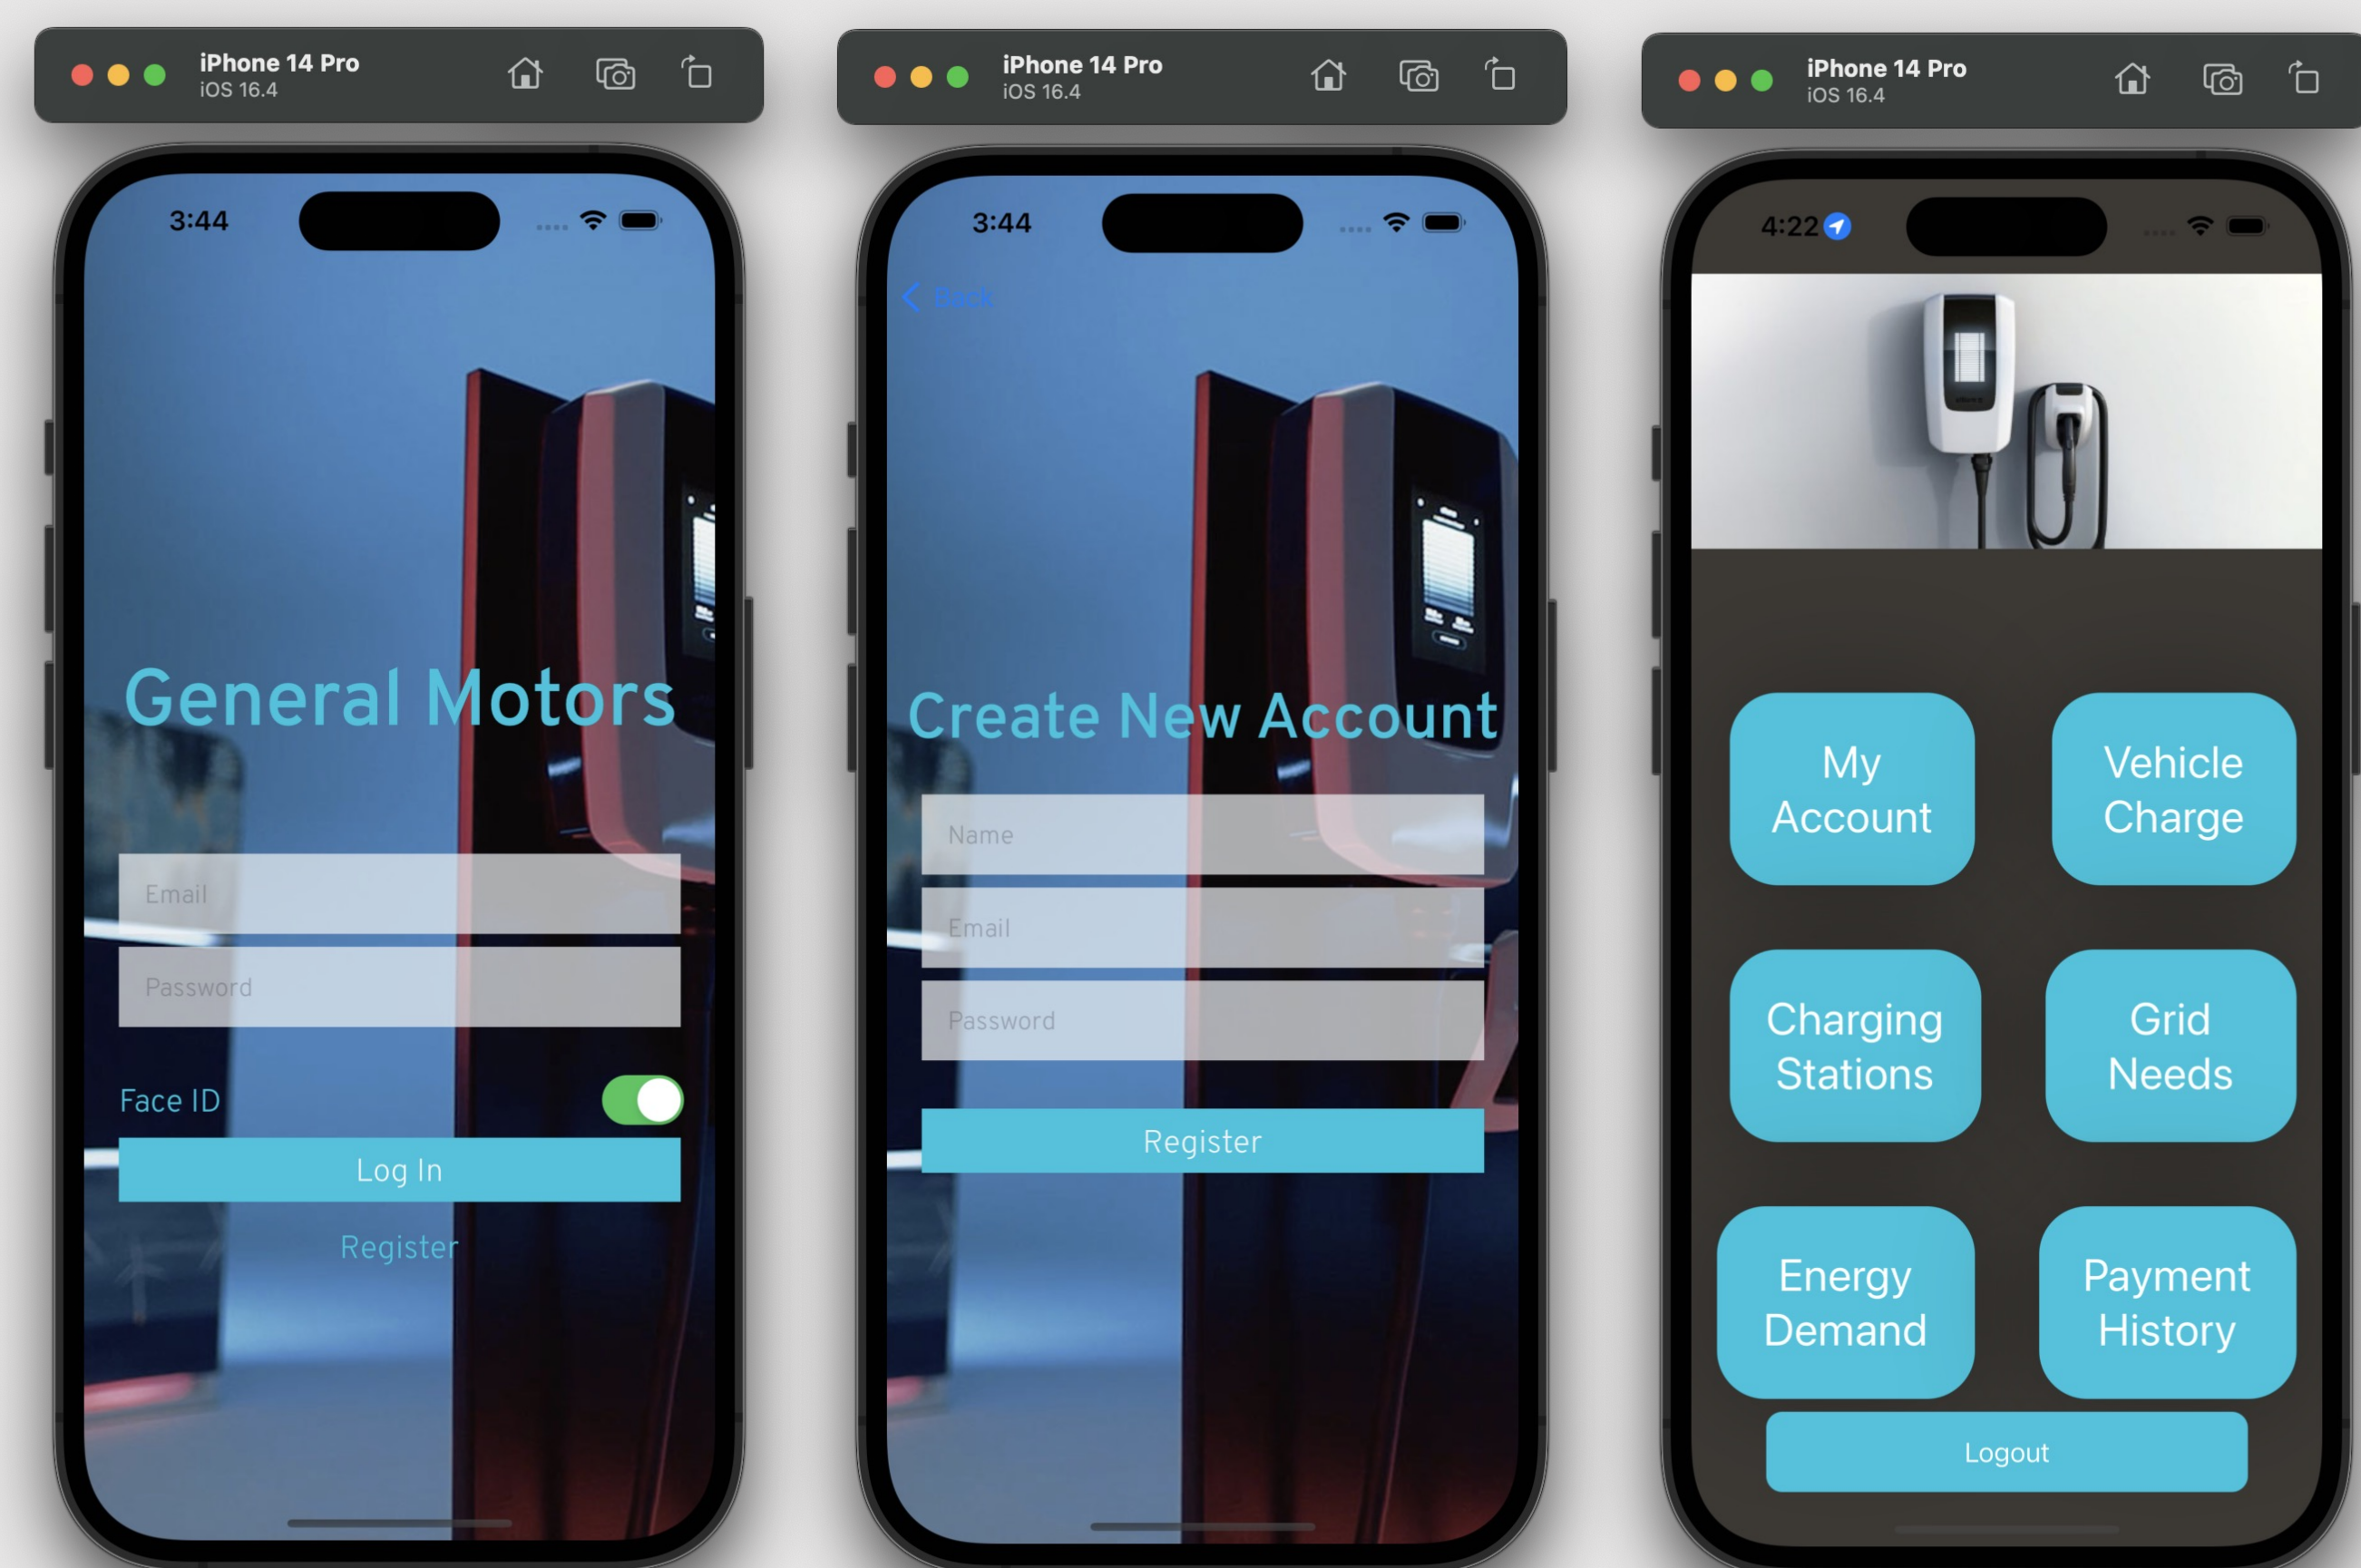 iPhone 14 Pro
iOS 16.4
3:44
General Motors
Email
Password
Face ID
Log In
Register
iPhone 14 Pro
iOS 16.4
3:44
Back
Create New Account
Name
Email
Password
Register
iPhone 14 Pro
iOS 16.4
4:22
My
Account
Vehicle
Charge
Charging
Stations
Grid
Needs
Energy
Demand
Payment
History
Logout